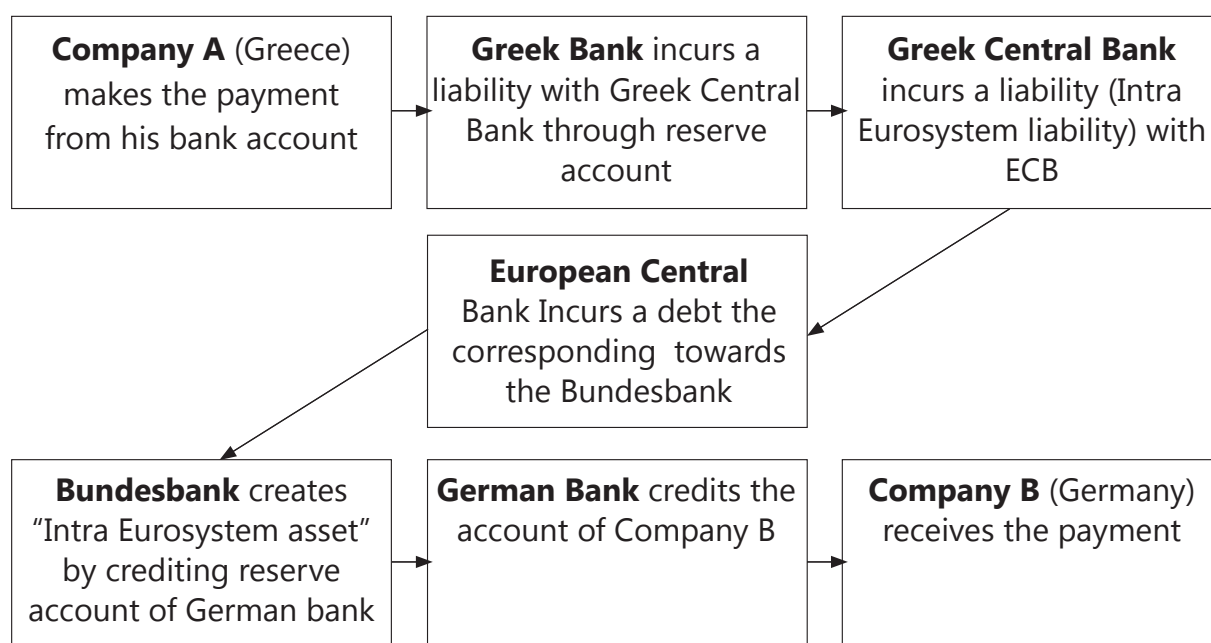 Company A (Greece)
makes the payment
from his bank account
Greek Bank incurs a
liability with Greek Central
Bank through reserve
account
Greek Central Bank
incurs a liability (Intra
Eurosystem liability) with
ECB
European Central
Bank Incurs a debt the
corresponding towards
the Bundesbank
Bundesbank creates
“Intra Eurosystem asset”
by crediting reserve
account of German bank
German Bank credits the
account of Company B
Company B (Germany)
receives the payment